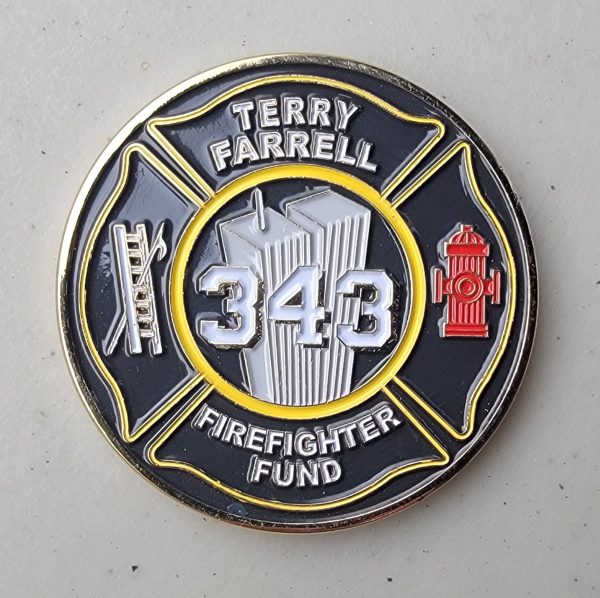 TERRY
FARRELL
343
FIREFIGHTER
FUND